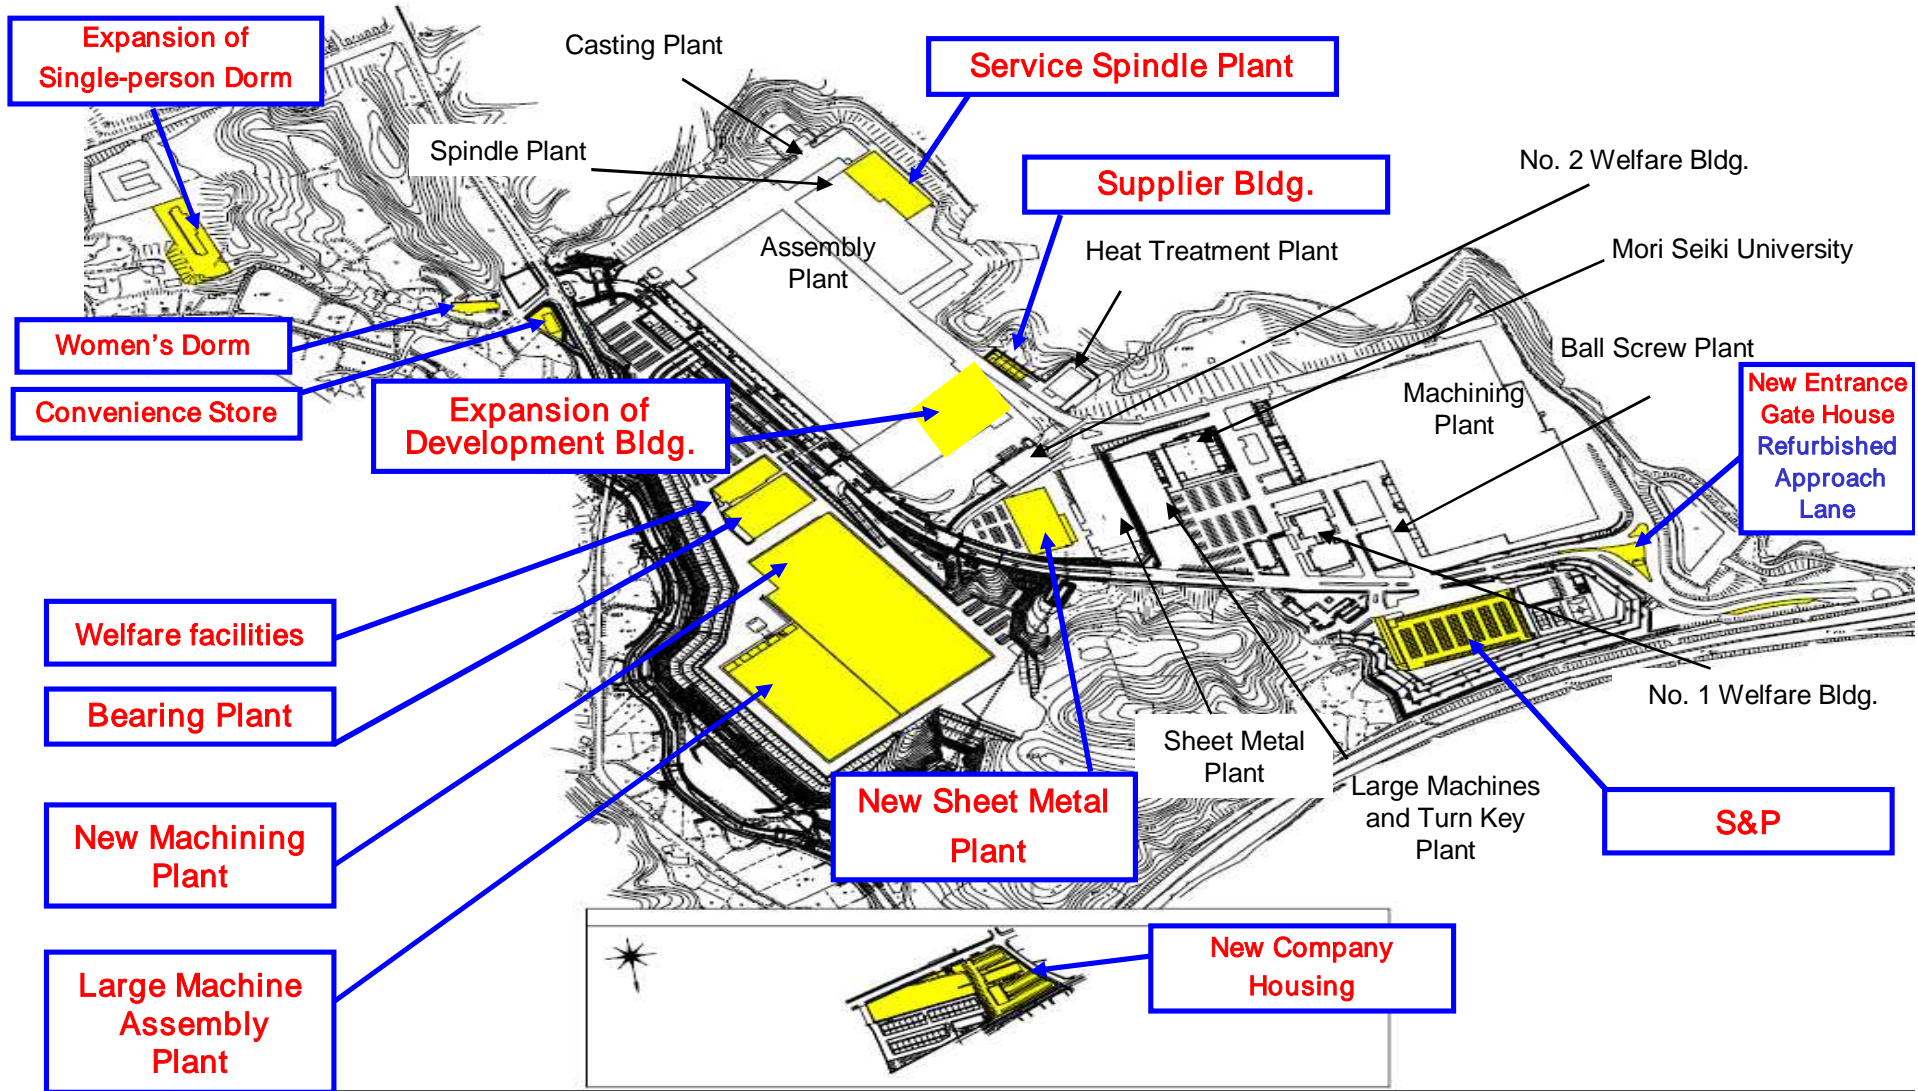 Expansion of
Single-person Dorm
Casting Plant
Service Spindle Plant
Spindle Plant
No. 2 Welfare Bldg.
Supplier Bldg.
Assembly
Plant
Heat Treatment Plant
Mori Seiki University
Women's Dorm
Ball Screw Plant
Convenience Store
Expansion of
Development Bldg.
Machining
Plant
New Entrance
Gate House
Refurbished
Approach
Lane
Welfare facilities
Bearing Plant
No. 1 Welfare Bldg.
Sheet Metal
Plant
New Machining
Plant
New Sheet Metal
Plant
Large Machines
and Turn Key
Plant
S&P
New Company
Housing
Large Machine
Assembly
Plant